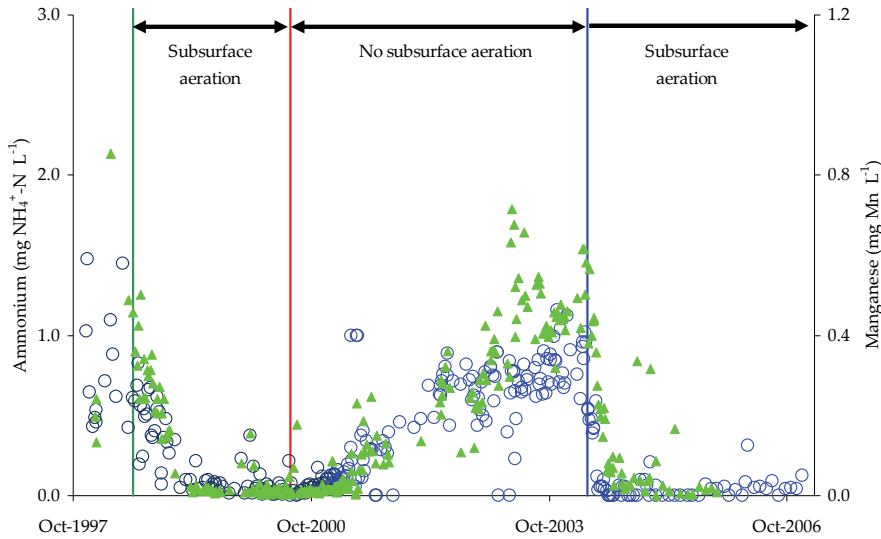 3.0
1.2
Subsurface
aeration
No subsurface aeration
Subsurface
aeration
2.0
0.8
Ammonium (mg NH₄⁺-N L⁻¹)
Manganese (mg Mn L⁻¹)
1.0
0.4
0.0
0.0
Oct-1997
Oct-2000
Oct-2003
Oct-2006